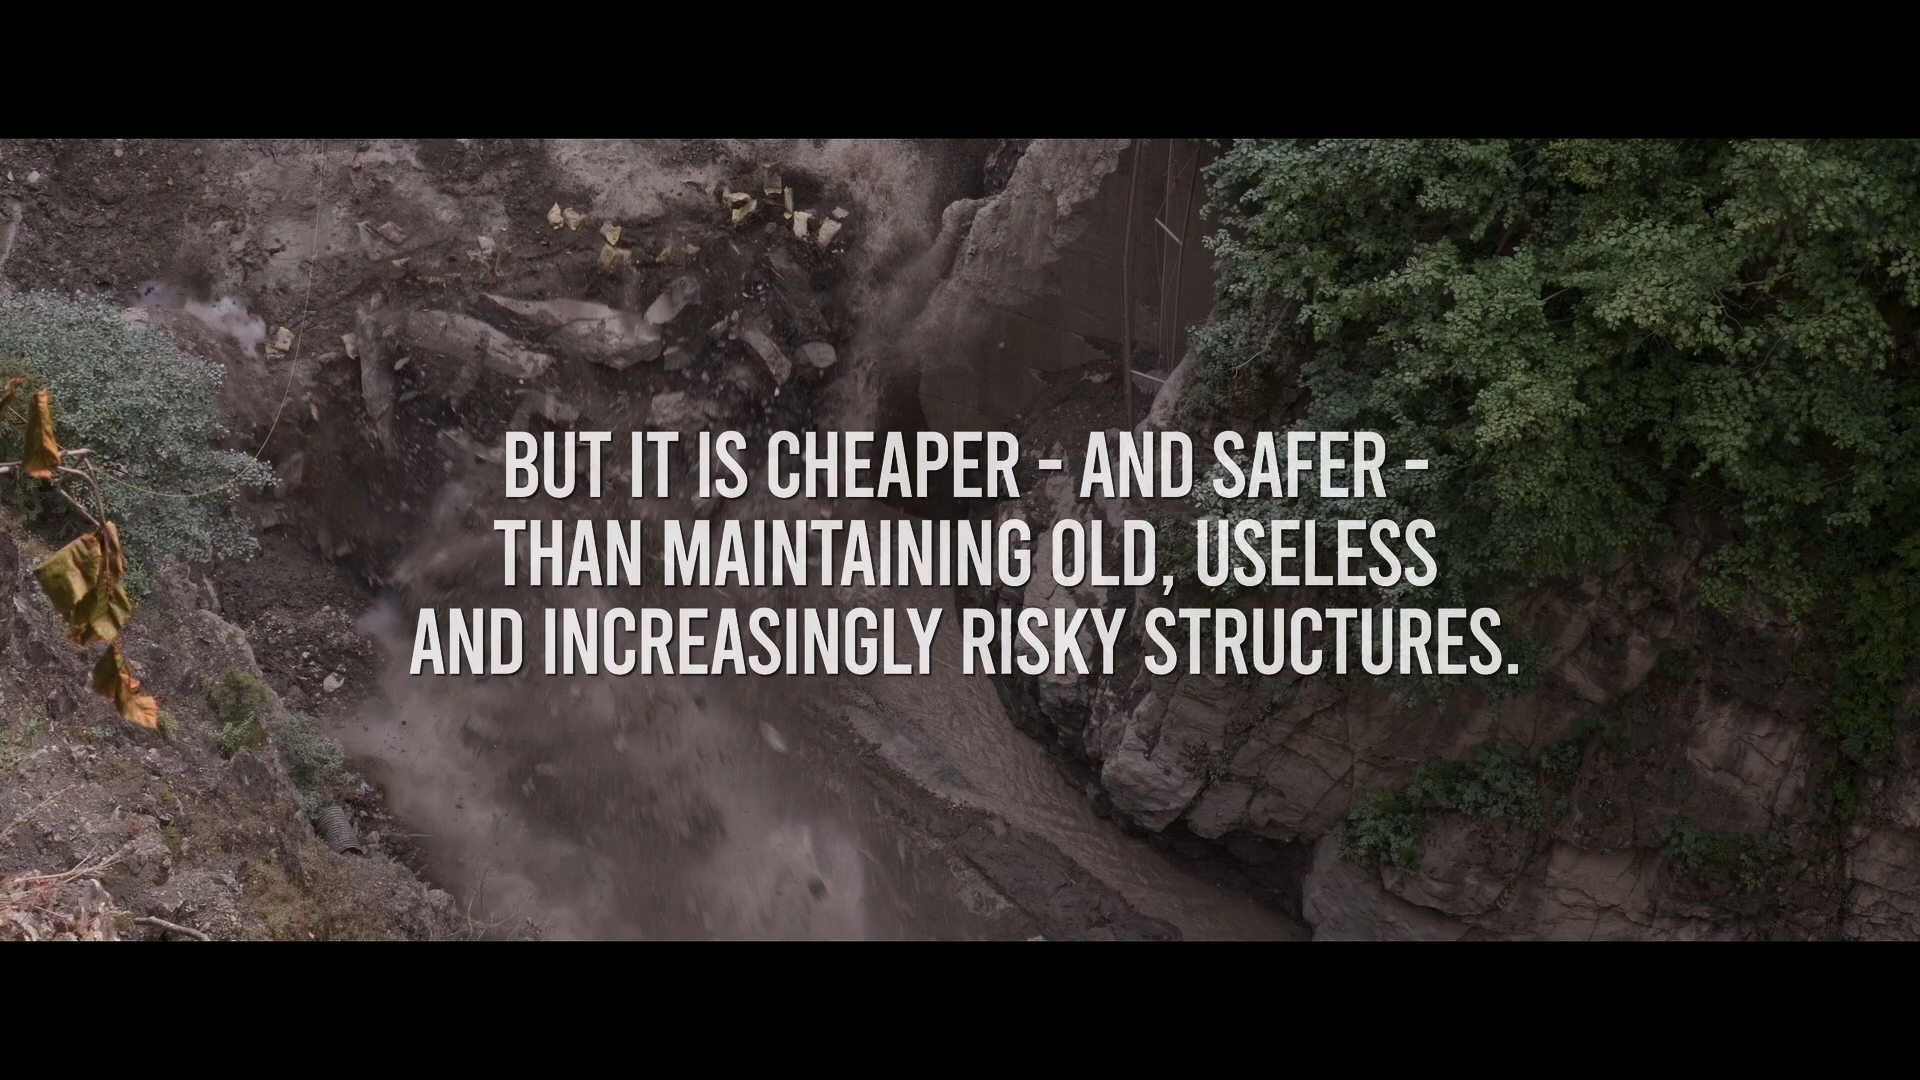 BUT IT IS CHEAPER - AND SAFER -
THAN MAINTAINING OLD, USELESS
AND INCREASINGLY RISKY STRUCTURES.